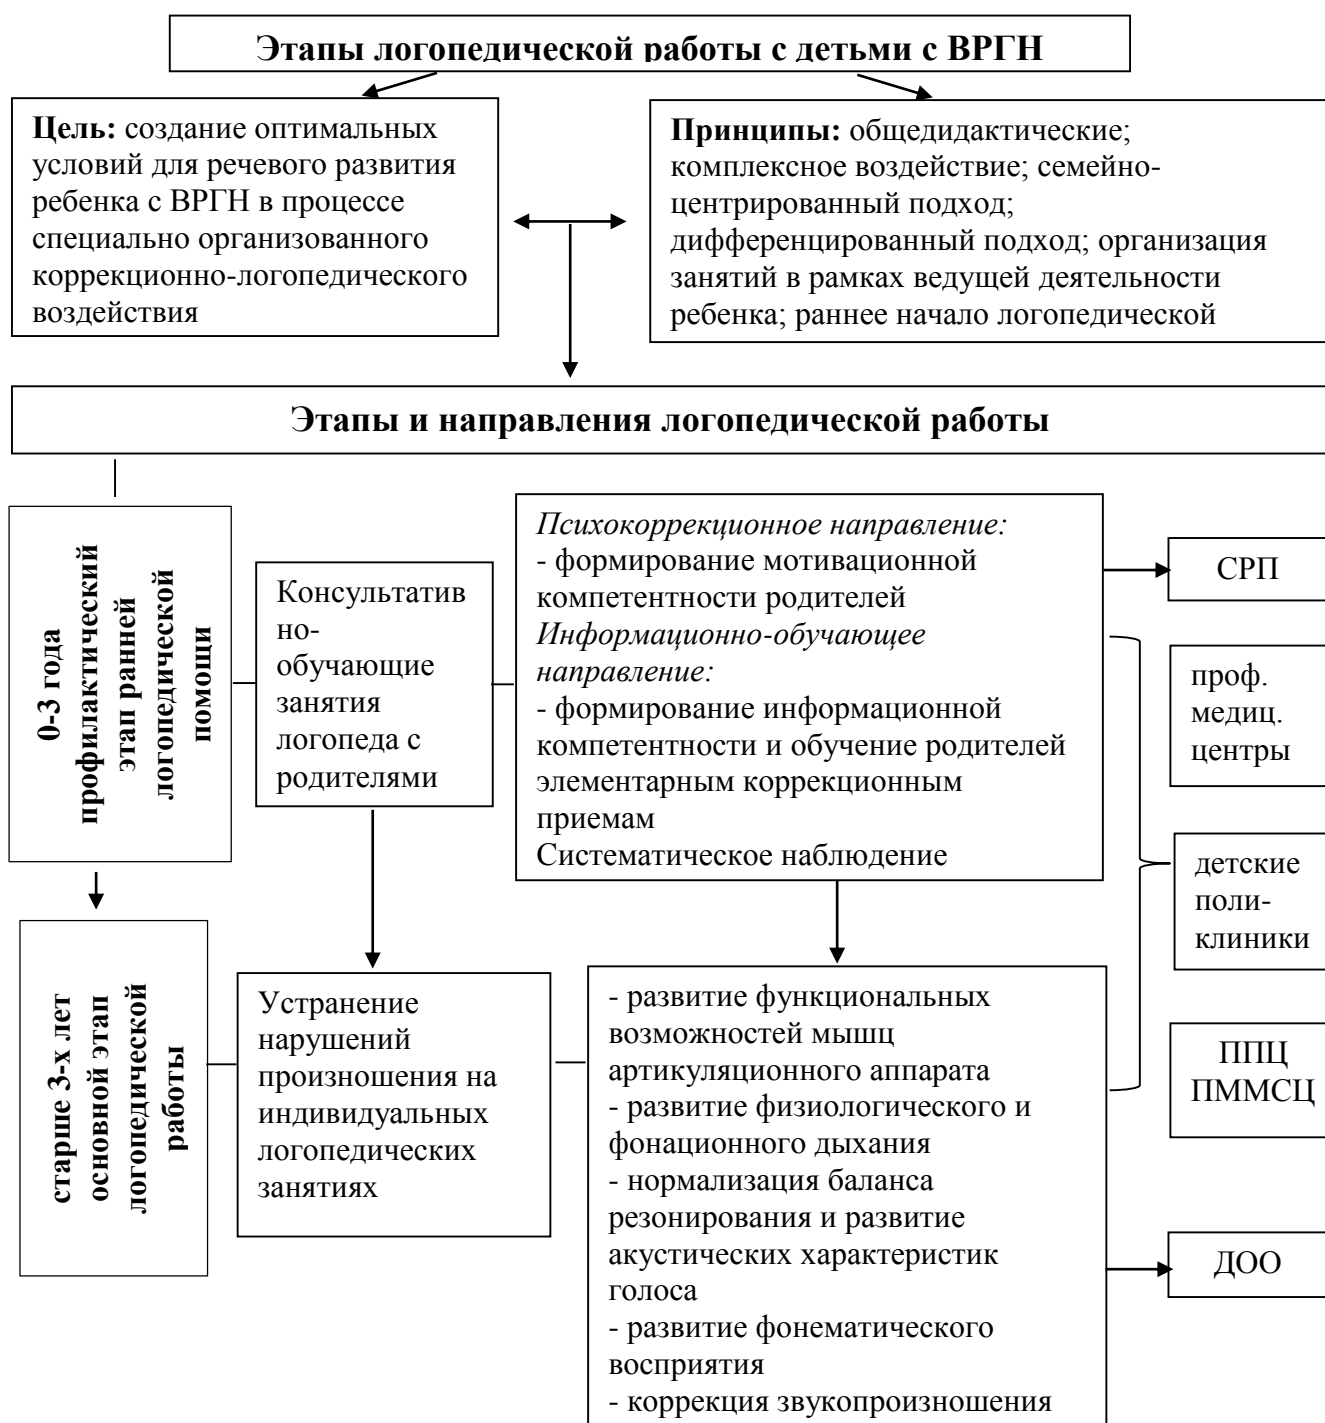 Этапы логопедической работы с детьми с ВРГН
Цель: создание оптимальных
условий для речевого развития
ребенка с ВРГН в процессе
специально организованного
коррекционно-логопедического
воздействия
Принципы: общедидактические;
комплексное воздействие; семейно-
центрированный подход;
дифференцированный подход; организация
занятий в рамках ведущей деятельности
ребенка; раннее начало логопедической
Этапы и направления логопедической работы
0-3 года
профилактический
этап ранней
логопедической
помощи
Консультатив
но-
обучающие
занятия
логопеда с
родителями
Психокоррекционное направление:
- формирование мотивационной
компетентности родителей
Информационно-обучающее
направление:
- формирование информационной
компетентности и обучение родителей
элементарным коррекционным
приемам
Систематическое наблюдение
СРП
проф.
медиц.
центры
детские
поли-
клиники
ППЦ
ПММСЦ
ДОО
старше 3-х лет
основной этап
логопедической
работы
Устранение
нарушений
произношения на
индивидуальных
логопедических
занятиях
- развитие функциональных
возможностей мышц
артикуляционного аппарата
- развитие физиологического и
фонационного дыхания
- нормализация баланса
резонирования и развитие
акустических характеристик
голоса
- развитие фонематического
восприятия
- коррекция звукопроизношения